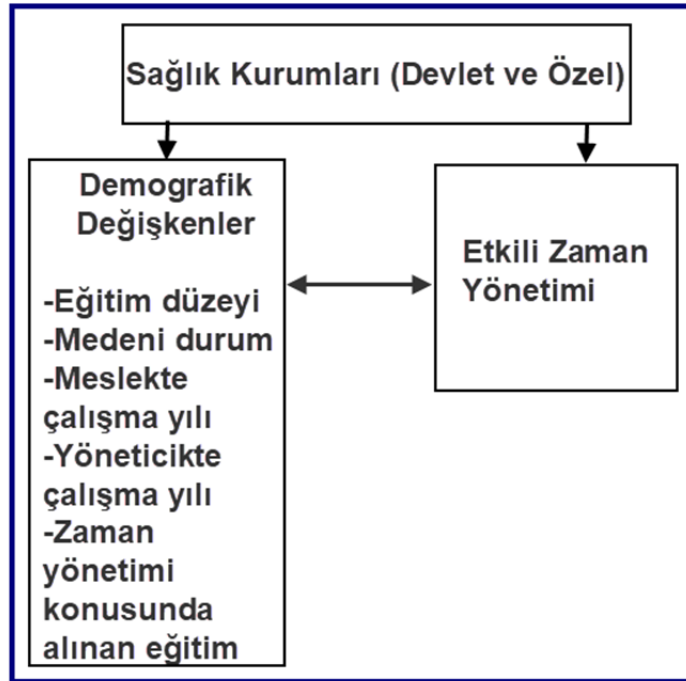 Sağlık Kurumları (Devlet ve Özel)
Demografik
Değişkenler
-Eğitim düzeyi
-Medeni durum
-Meslekte
çalışma yılı
-Yöneticikte
çalışma yılı
-Zaman
yönetimi
konusunda
alınan eğitim
Etkili Zaman
Yönetimi